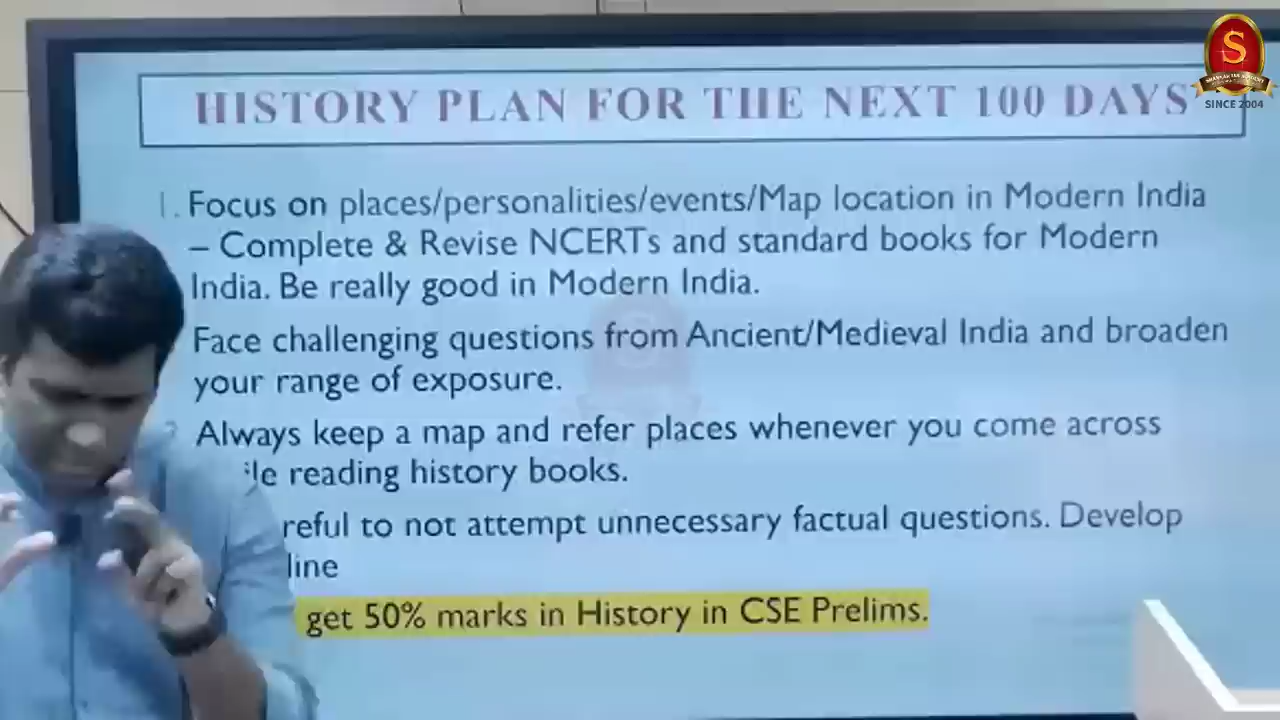 HISTORY PLAN FOR THE NEXT 100 DAYS
S
SINCE 2004
1. Focus on places/personalities/events/Map location in Modern India
– Complete & Revise NCERTs and standard books for Modern
India. Be really good in Modern India.
Face challenging questions from Ancient/Medieval India and broaden
your range of exposure.
Always keep a map and refer places whenever you come across
reading history books.
to not attempt unnecessary factual questions. Develop
get 50% marks in History in CSE Prelims.